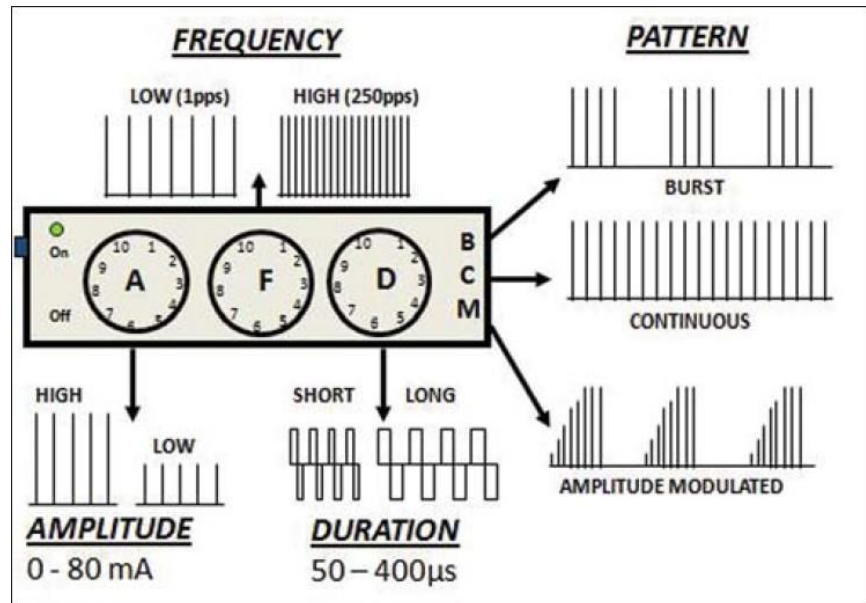 FREQUENCY
LOW (1pps)
HIGH (250pps)
PATTERN
BURST
CONTINUOUS
AMPLITUDE MODULATED
On
Off
10 1 2 3 4 5 6 7 8 9
A
10 1 2 3 4 5 6 7 8 9
F
10 1 2 3 4 5 6 7 8 9
D
B
C
M
HIGH
LOW
AMPLITUDE
0 - 80 mA
SHORT
LONG
DURATION
50 – 400µs